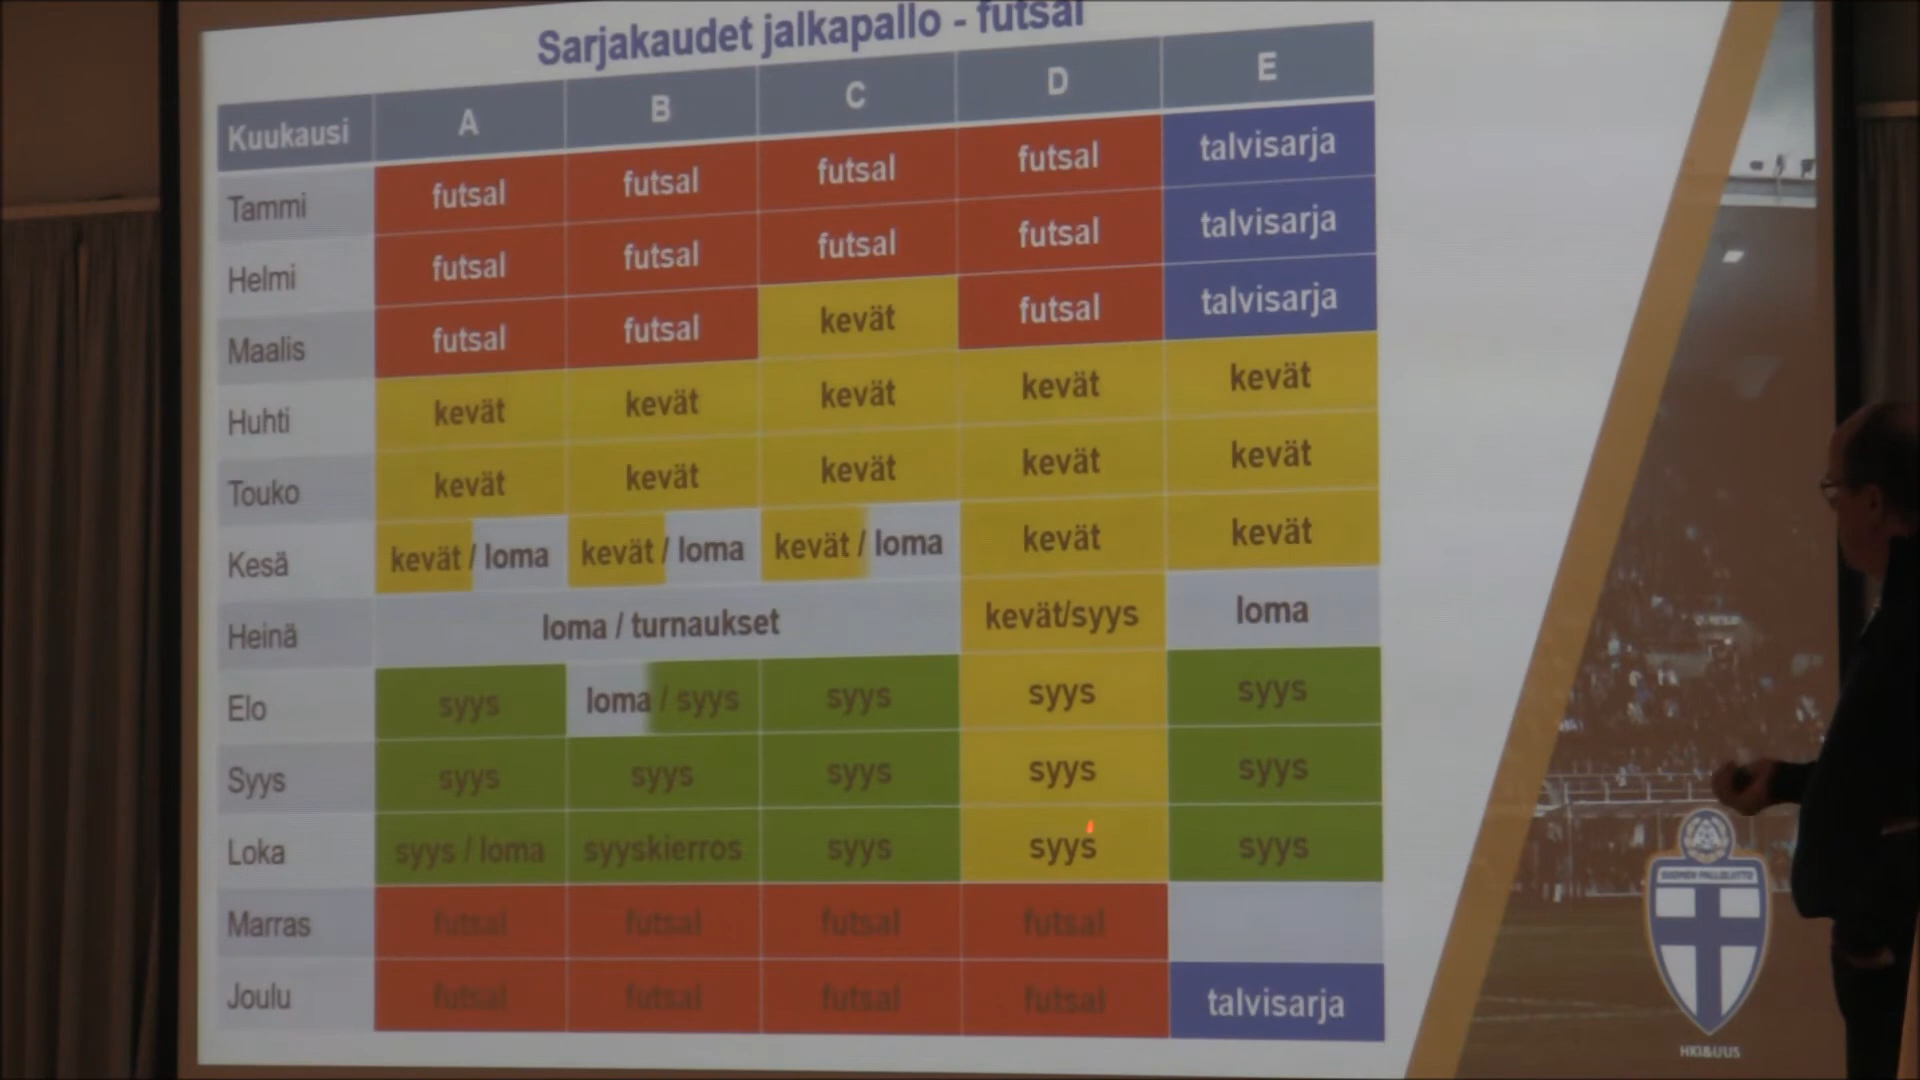 Sarjakaudet jalkapallo - futsal
Kuukausi A B C D E
Tammi futsal futsal futsal futsal talvisarja
Helmi futsal futsal futsal futsal talvisarja
Maalis futsal futsal kevät futsal talvisarja
Huhti kevät kevät kevät kevät kevät
Touko kevät kevät kevät kevät kevät
Kesä kevät / loma kevät / loma kevät / loma kevät kevät
Heinä loma / turnaukset kevät/syys loma
Elo syys loma / syys syys syys syys
Syys syys syys syys syys syys
Loka syys / loma syyskierros syys syys syys
Marras futsal futsal futsal futsal
Joulu futsal futsal futsal futsal talvisarja
SUOMEN PALLOLIITTO
HKI&UUS